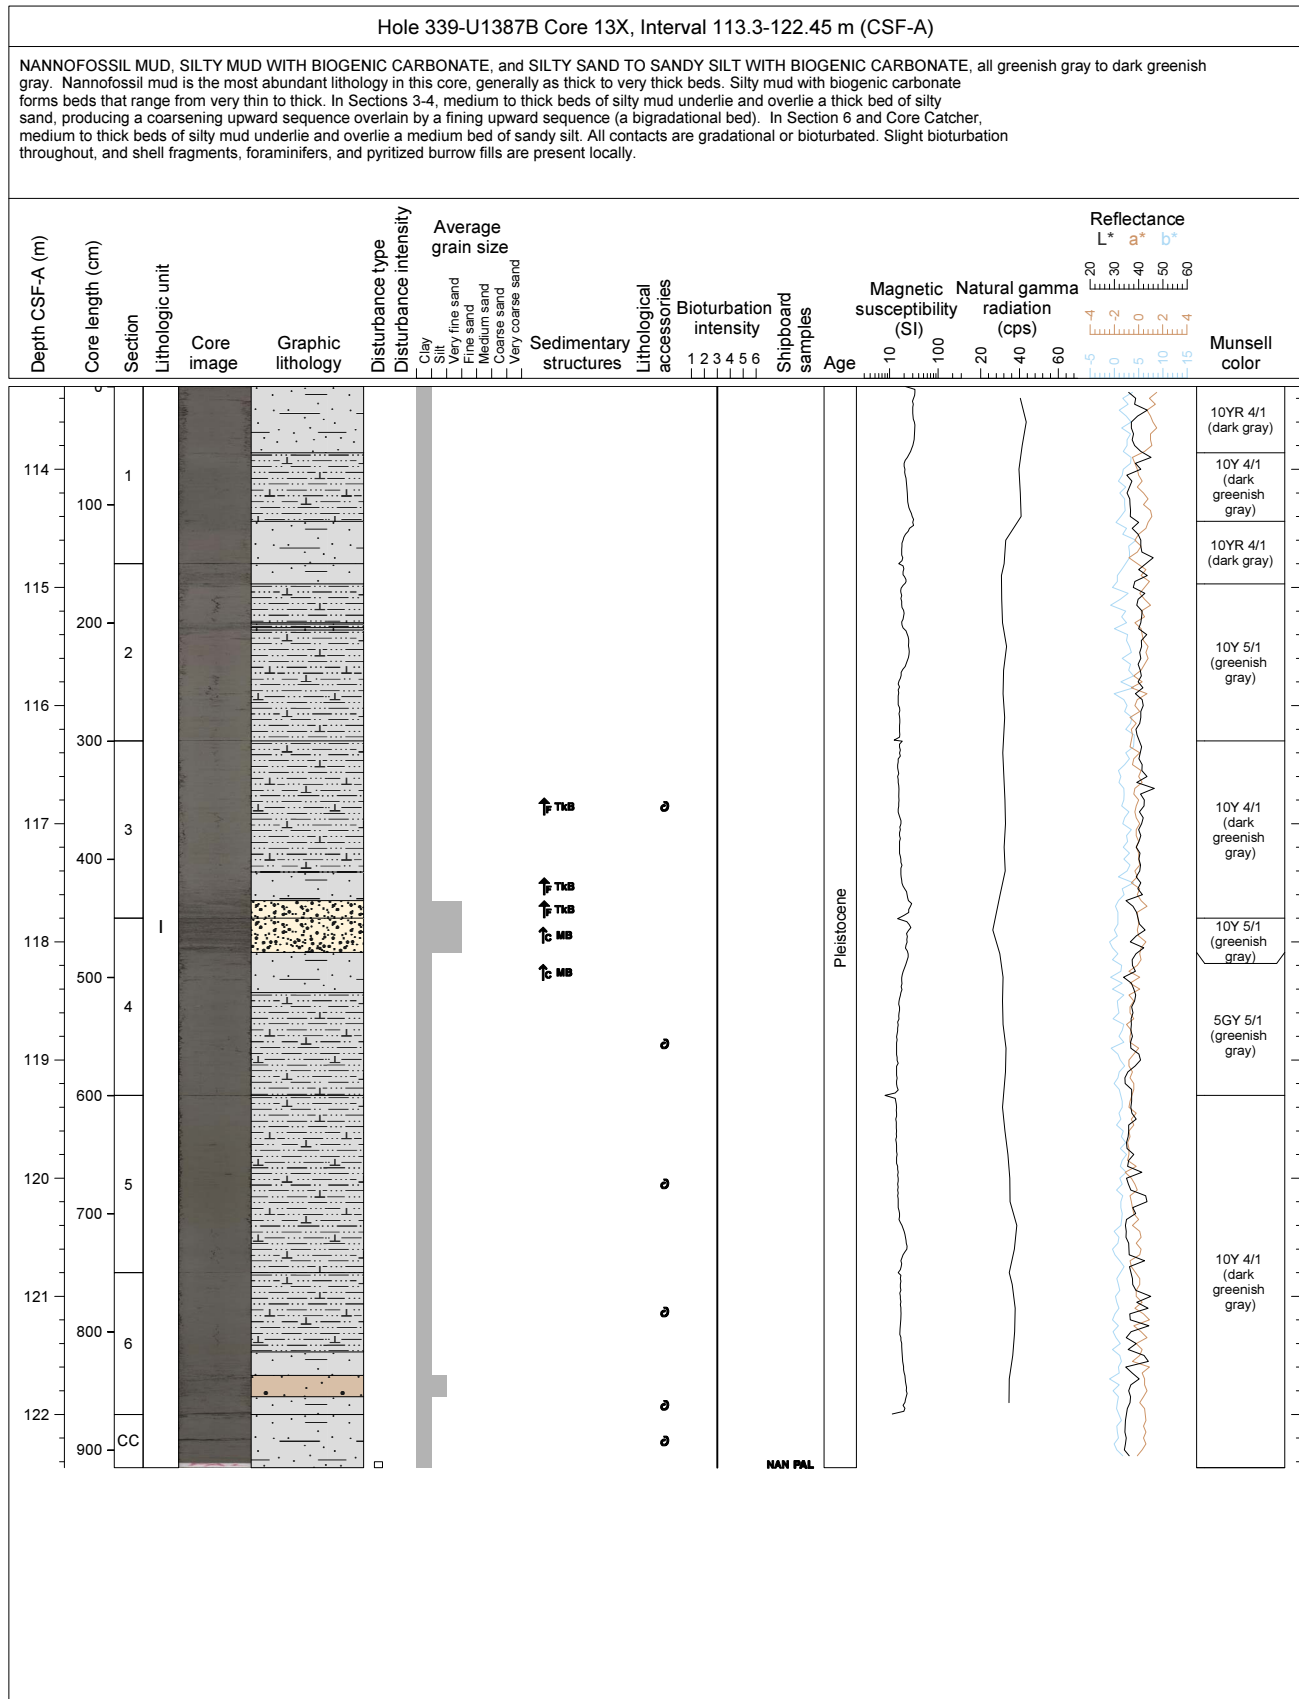 Hole 339-U1387B Core 13X, Interval 113.3-122.45 m (CSF-A)
NANNOFOSSIL MUD, SILTY MUD WITH BIOGENIC CARBONATE, and SILTY SAND TO SANDY SILT WITH BIOGENIC CARBONATE, all greenish gray to dark greenish
gray.  Nannofossil mud is the most abundant lithology in this core, generally as thick to very thick beds. Silty mud with biogenic carbonate
forms beds that range from very thin to thick. In Sections 3-4, medium to thick beds of silty mud underlie and overlie a thick bed of silty
sand, producing a coarsening upward sequence overlain by a fining upward sequence (a bigradational bed).  In Section 6 and Core Catcher,
medium to thick beds of silty mud underlie and overlie a medium bed of sandy silt. All contacts are gradational or bioturbated. Slight bioturbation
throughout, and shell fragments, foraminifers, and pyritized burrow fills are present locally.
Depth CSF-A (m)
Core length (cm)
Section
Lithologic unit
Core
image
Graphic
lithology
Disturbance type
Disturbance intensity
Average
grain size
Clay
Silt
Very fine sand
Fine sand
Medium sand
Coarse sand
Very coarse sand
Sedimentary
structures
Lithological
accessories
Bioturbation
intensity
1 2 3 4 5 6
Shipboard
samples
Age
Magnetic
susceptibility
(SI)
10 100
Natural gamma
radiation
(cps)
20 40 60
Reflectance
L* a* b*
20 30 40 50 60
-4 -2 0 2 4
-5 0 5 10 15
Munsell
color
0
114
115
116
117
118
119
120
121
122
100
200
300
400
500
600
700
800
900
1
2
3
4
5
6
CC
I
F TkB
F TkB
F TkB
C MB
C MB
NAN PAL
Pleistocene
10YR 4/1
(dark gray)
10Y 4/1
(dark
greenish
gray)
10YR 4/1
(dark gray)
10Y 5/1
(greenish
gray)
10Y 4/1
(dark
greenish
gray)
10Y 5/1
(greenish
gray)
5GY 5/1
(greenish
gray)
10Y 4/1
(dark
greenish
gray)